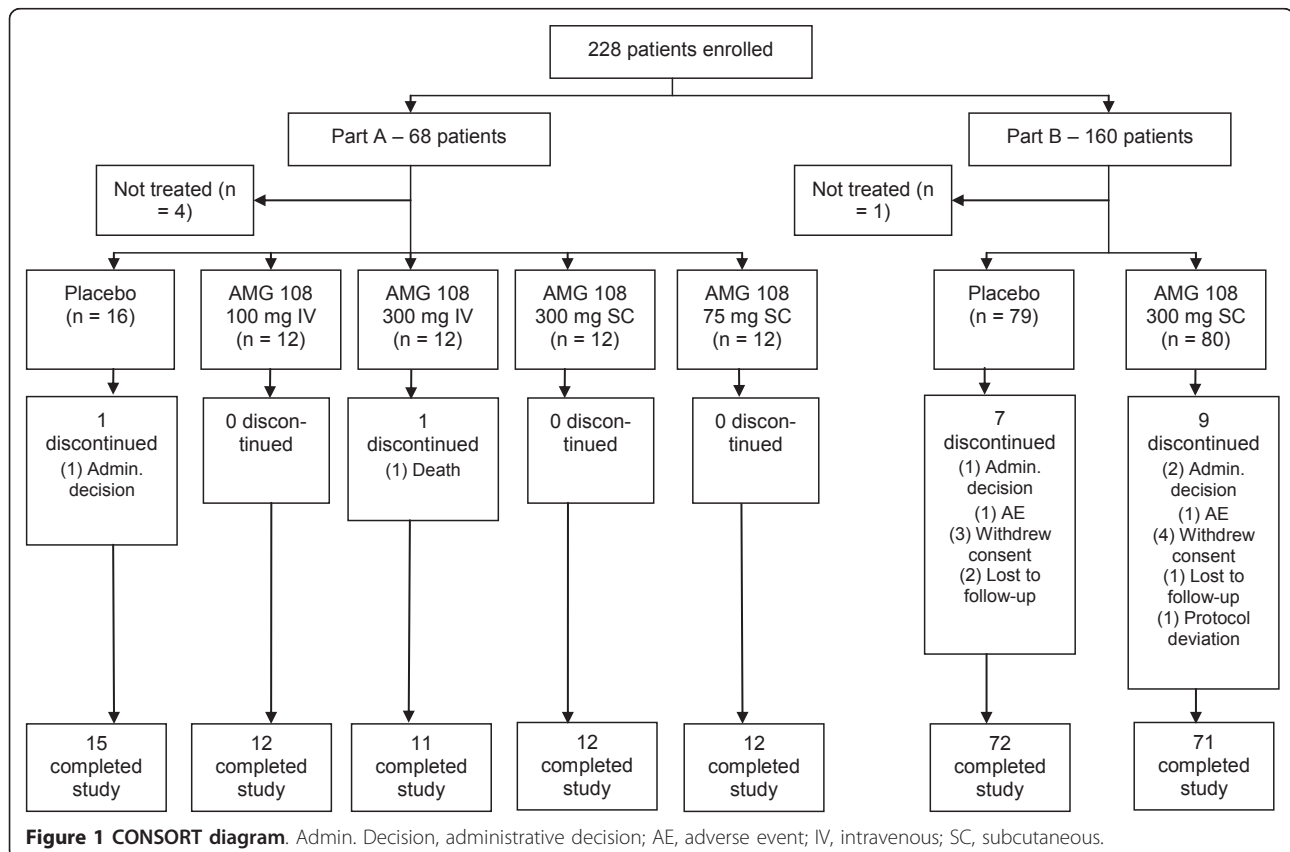 228 patients enrolled
Part A – 68 patients
Part B – 160 patients
Not treated (n
= 4)
Not treated (n
= 1)
Placebo
(n = 16)
AMG 108
100 mg IV
(n = 12)
AMG 108
300 mg IV
(n = 12)
AMG 108
300 mg SC
(n = 12)
AMG 108
75 mg SC
(n = 12)
Placebo
(n = 79)
AMG 108
300 mg SC
(n = 80)
1
discontinued
(1) Admin.
decision
0 discon-
tinued
1
discontinued
(1) Death
0 discon-
tinued
0 discon-
tinued
7
discontinued
(1) Admin.
decision
(1) AE
(3) Withdrew
consent
(2) Lost to
follow-up
9
discontinued
(2) Admin.
decision
(1) AE
(4) Withdrew
consent
(1) Lost to
follow-up
(1) Protocol
deviation
15
completed
study
12
completed
study
11
completed
study
12
completed
study
12
completed
study
72
completed
study
71
completed
study
Figure 1 CONSORT diagram. Admin. Decision, administrative decision; AE, adverse event; IV, intravenous; SC, subcutaneous.